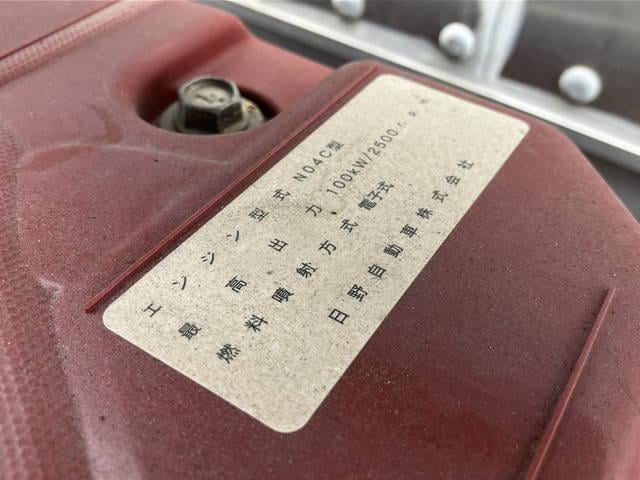 エンジン型式 N04C型
最高出力 100kW/2500r.p.m
燃料噴射方式 電子式
日野自動車株式会社